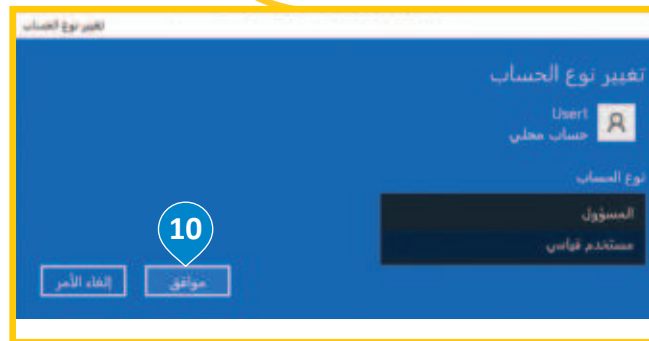 تغيير نوع الحساب
تغيير نوع الحساب
User1
حساب محلي
نوع الحساب
المسؤول
مستخدم قياسي
10
موافق
إلغاء الأمر